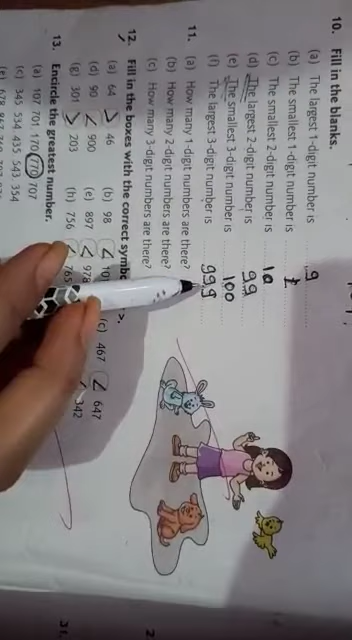 10. Fill in the blanks.
(a) The largest 1-digit number is 9
(b) The smallest 1-digit number is 1
(c) The smallest 2-digit number is 10
(d) The largest 2-digit number is 99
(e) The smallest 3-digit number is 100
(f) The largest 3-digit number is 999
11. (a) How many 1-digit numbers are there?
(b) How many 2-digit numbers are there?
(c) How many 3-digit numbers are there?
12. Fill in the boxes with the correct symbo >.
(a) 64 > 46 (b) 98 < 10 (c) 467 < 647
(d) 90 < 900 (e) 897 < 978 342
(g) 301 > 203 (h) 756 < 765
13. Encircle the greatest number.
(a) 107 701 170 770 707
(c) 345 534 435 543 354